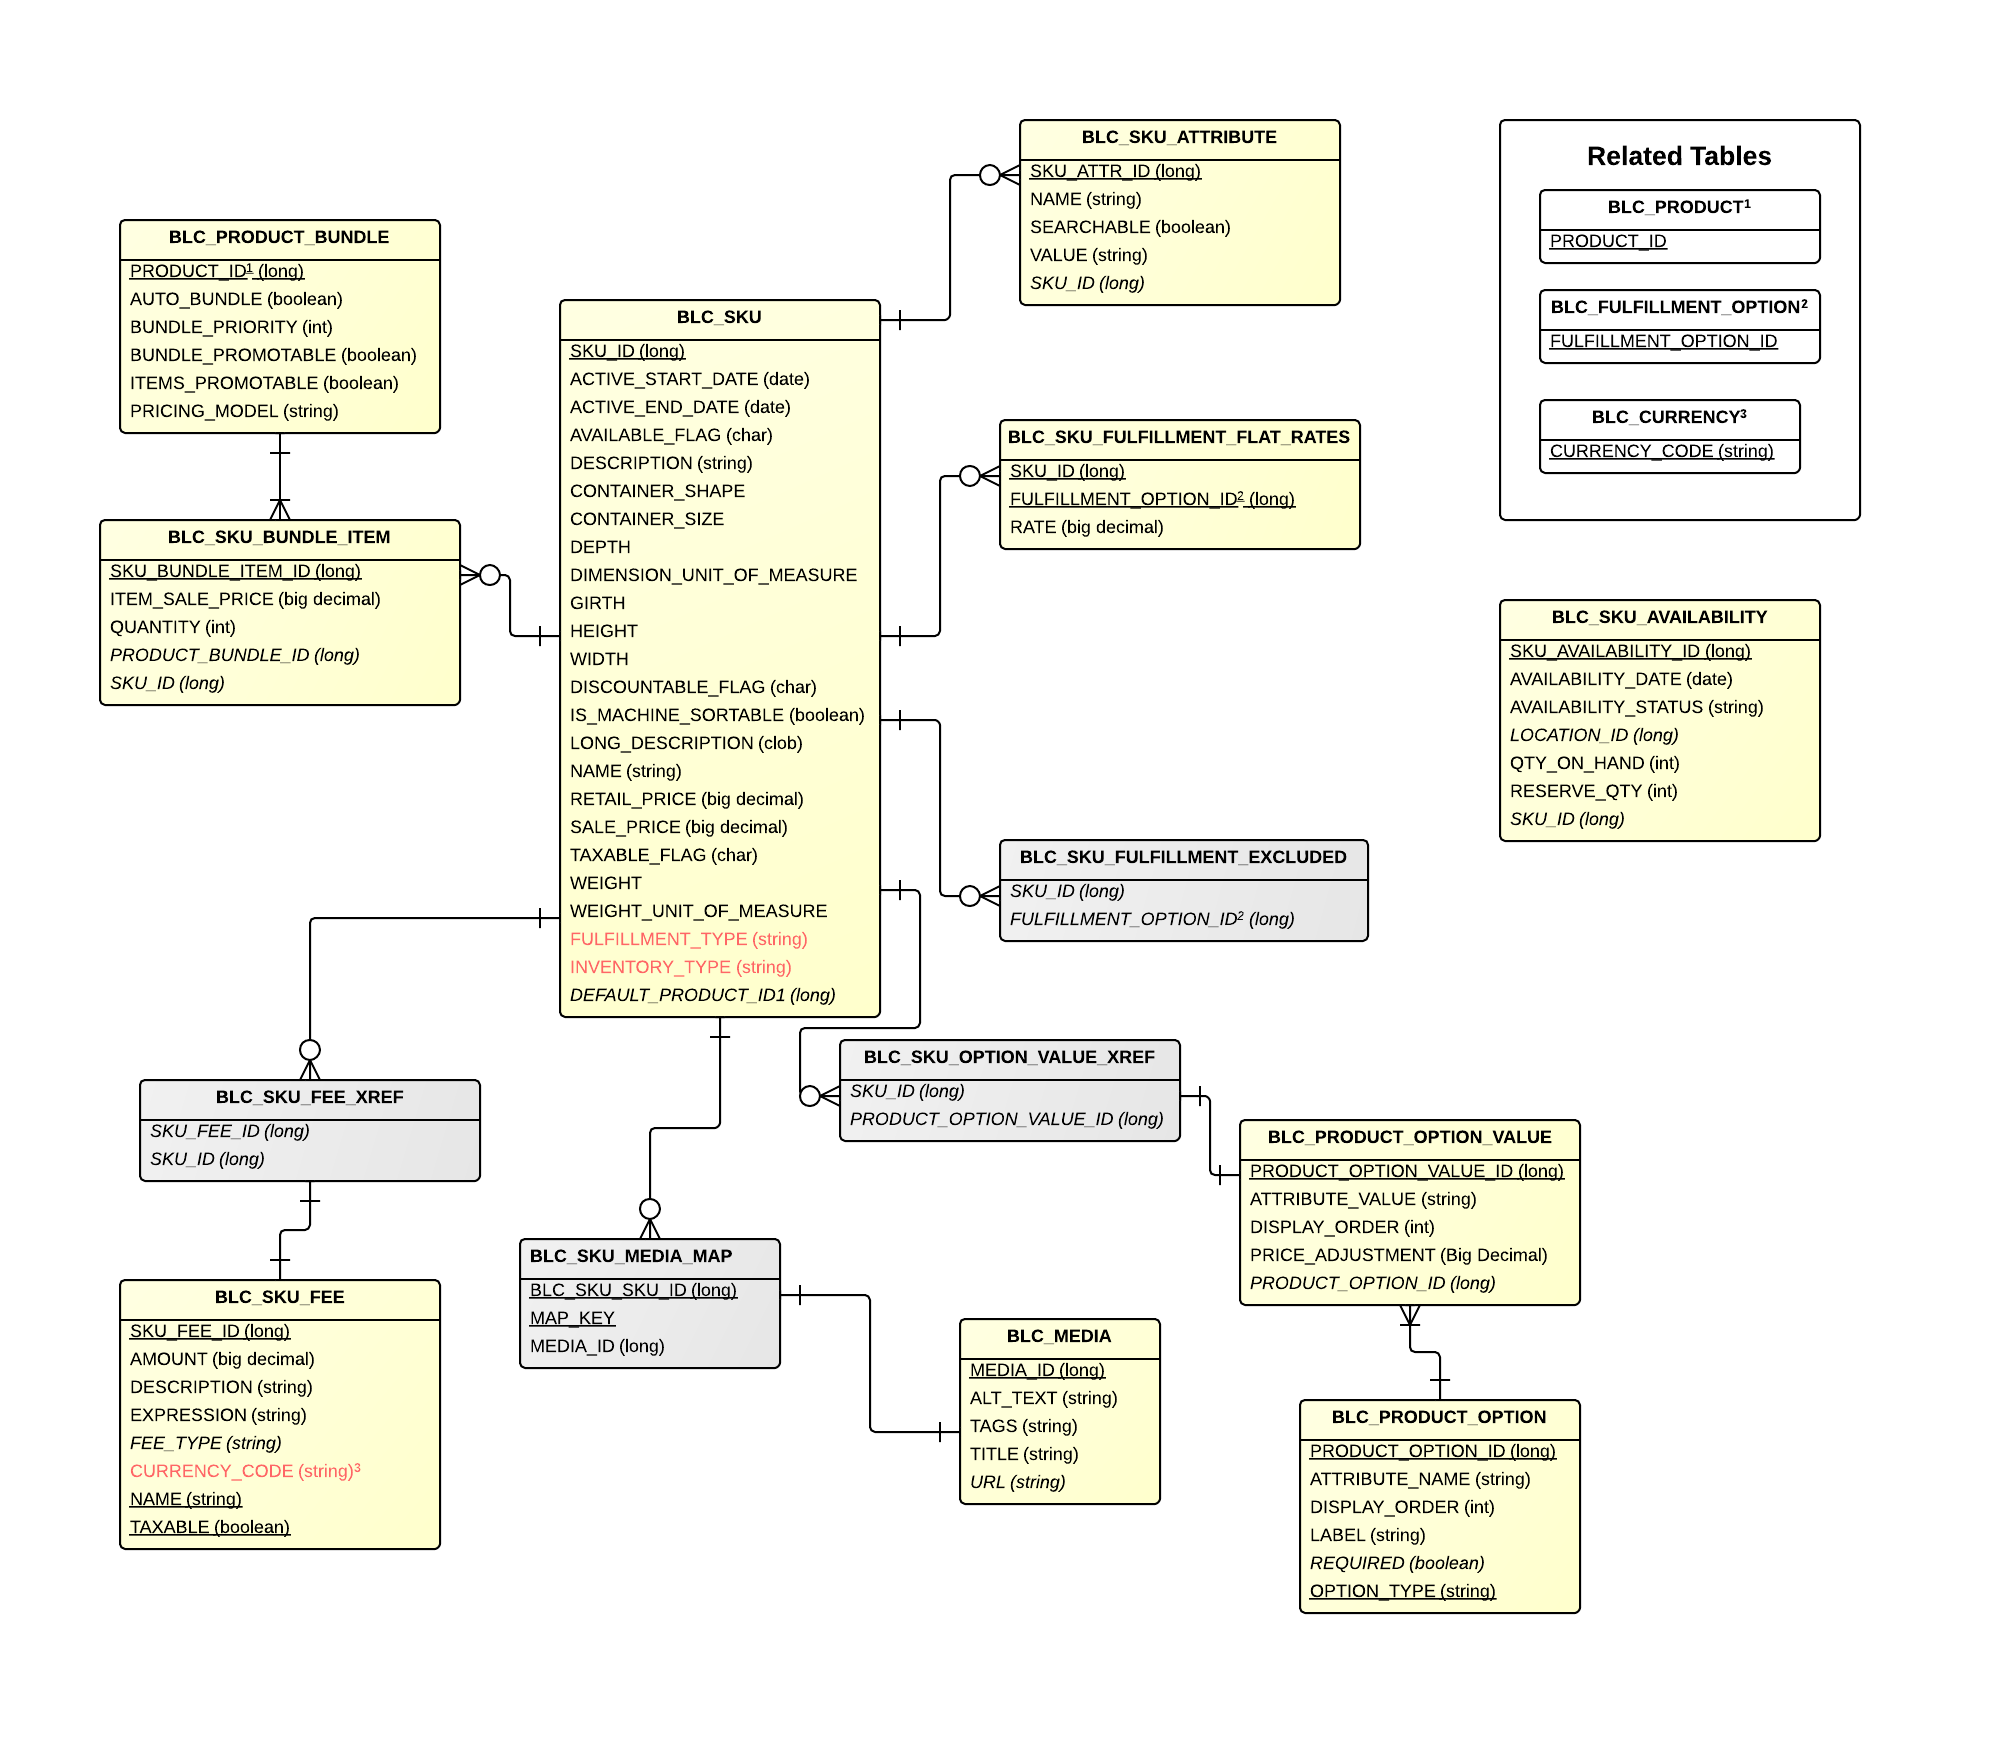 BLC_SKU_ATTRIBUTE
SKU_ATTR_ID (long)
NAME (string)
SEARCHABLE (boolean)
VALUE (string)
SKU_ID (long)
Related Tables
BLC_PRODUCT¹
PRODUCT_ID
BLC_FULFILLMENT_OPTION²
FULFILLMENT_OPTION_ID
BLC_CURRENCY³
CURRENCY_CODE (string)
BLC_PRODUCT_BUNDLE
PRODUCT_ID¹ (long)
AUTO_BUNDLE (boolean)
BUNDLE_PRIORITY (int)
BUNDLE_PROMOTABLE (boolean)
ITEMS_PROMOTABLE (boolean)
PRICING_MODEL (string)
BLC_SKU
SKU_ID (long)
ACTIVE_START_DATE (date)
ACTIVE_END_DATE (date)
AVAILABLE_FLAG (char)
DESCRIPTION (string)
CONTAINER_SHAPE
CONTAINER_SIZE
DEPTH
DIMENSION_UNIT_OF_MEASURE
GIRTH
HEIGHT
WIDTH
DISCOUNTABLE_FLAG (char)
IS_MACHINE_SORTABLE (boolean)
LONG_DESCRIPTION (clob)
NAME (string)
RETAIL_PRICE (big decimal)
SALE_PRICE (big decimal)
TAXABLE_FLAG (char)
WEIGHT
WEIGHT_UNIT_OF_MEASURE
FULFILLMENT_TYPE (string)
INVENTORY_TYPE (string)
DEFAULT_PRODUCT_ID1 (long)
BLC_SKU_FULFILLMENT_FLAT_RATES
SKU_ID (long)
FULFILLMENT_OPTION_ID² (long)
RATE (big decimal)
BLC_SKU_BUNDLE_ITEM
SKU_BUNDLE_ITEM_ID (long)
ITEM_SALE_PRICE (big decimal)
QUANTITY (int)
PRODUCT_BUNDLE_ID (long)
SKU_ID (long)
BLC_SKU_AVAILABILITY
SKU_AVAILABILITY_ID (long)
AVAILABILITY_DATE (date)
AVAILABILITY_STATUS (string)
LOCATION_ID (long)
QTY_ON_HAND (int)
RESERVE_QTY (int)
SKU_ID (long)
BLC_SKU_FULFILLMENT_EXCLUDED
SKU_ID (long)
FULFILLMENT_OPTION_ID² (long)
BLC_SKU_OPTION_VALUE_XREF
SKU_ID (long)
PRODUCT_OPTION_VALUE_ID (long)
BLC_SKU_FEE_XREF
SKU_FEE_ID (long)
SKU_ID (long)
BLC_PRODUCT_OPTION_VALUE
PRODUCT_OPTION_VALUE_ID (long)
ATTRIBUTE_VALUE (string)
DISPLAY_ORDER (int)
PRICE_ADJUSTMENT (Big Decimal)
PRODUCT_OPTION_ID (long)
BLC_SKU_MEDIA_MAP
BLC_SKU_SKU_ID (long)
MAP_KEY
MEDIA_ID (long)
BLC_SKU_FEE
SKU_FEE_ID (long)
AMOUNT (big decimal)
DESCRIPTION (string)
EXPRESSION (string)
FEE_TYPE (string)
CURRENCY_CODE (string)³
NAME (string)
TAXABLE (boolean)
BLC_MEDIA
MEDIA_ID (long)
ALT_TEXT (string)
TAGS (string)
TITLE (string)
URL (string)
BLC_PRODUCT_OPTION
PRODUCT_OPTION_ID (long)
ATTRIBUTE_NAME (string)
DISPLAY_ORDER (int)
LABEL (string)
REQUIRED (boolean)
OPTION_TYPE (string)